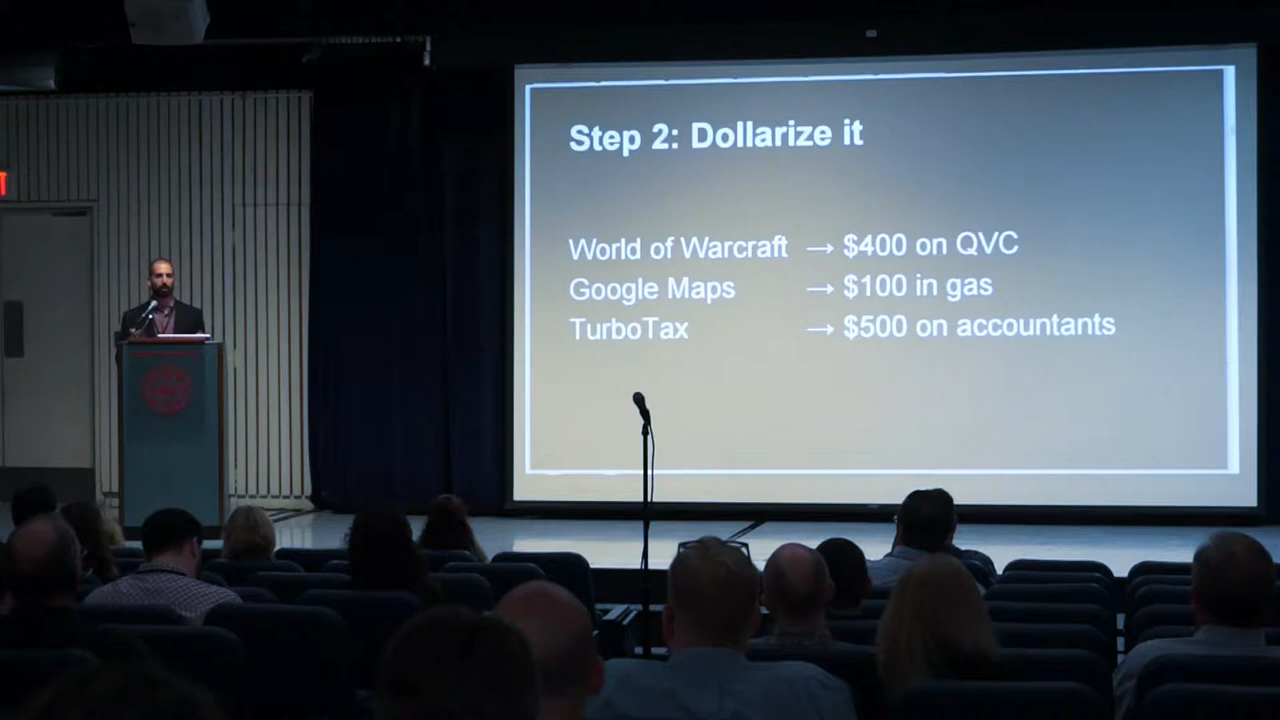 Step 2: Dollarize it
World of Warcraft → $400 on QVC
Google Maps → $100 in gas
TurboTax → $500 on accountants